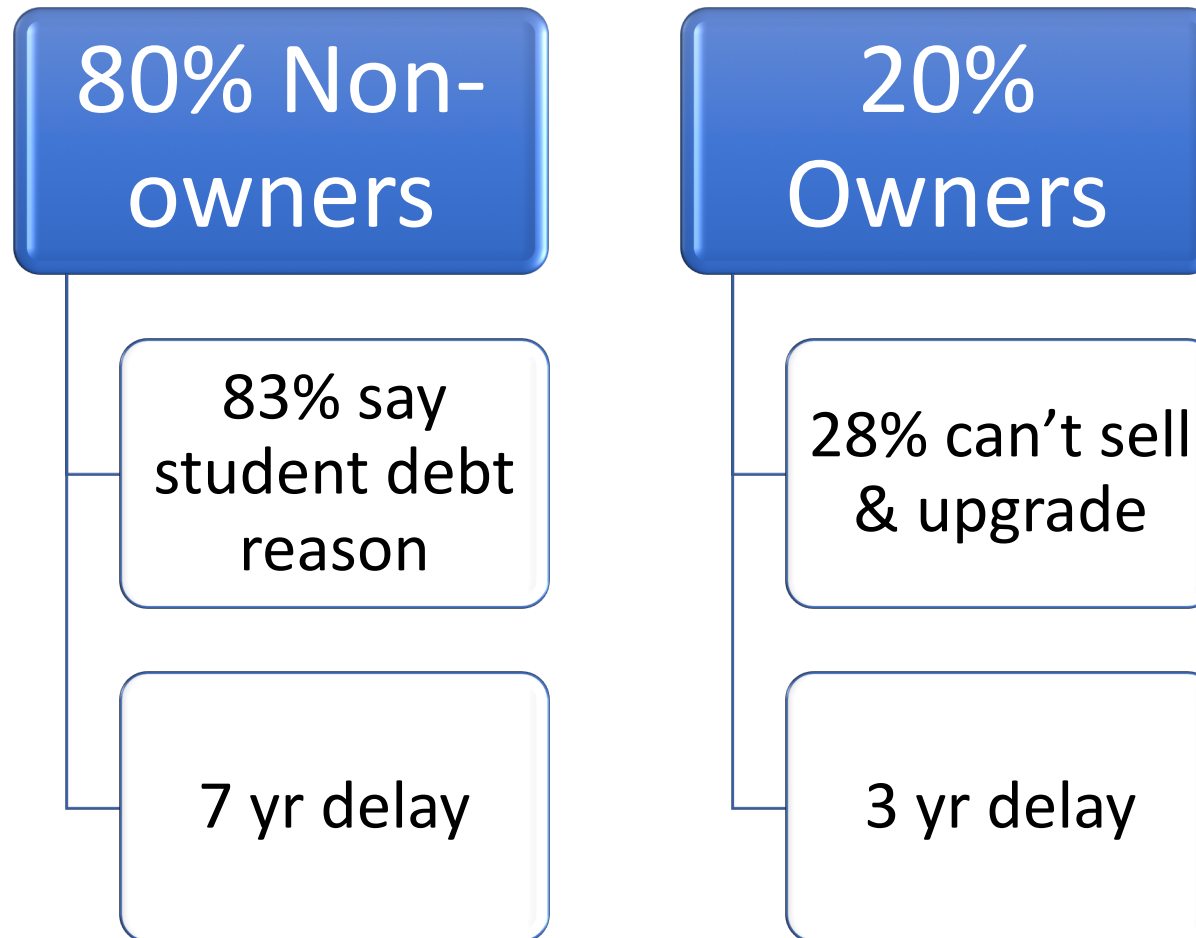 80% Non-
owners
83% say
student debt
reason
7 yr delay
20%
Owners
28% can’t sell
& upgrade
3 yr delay